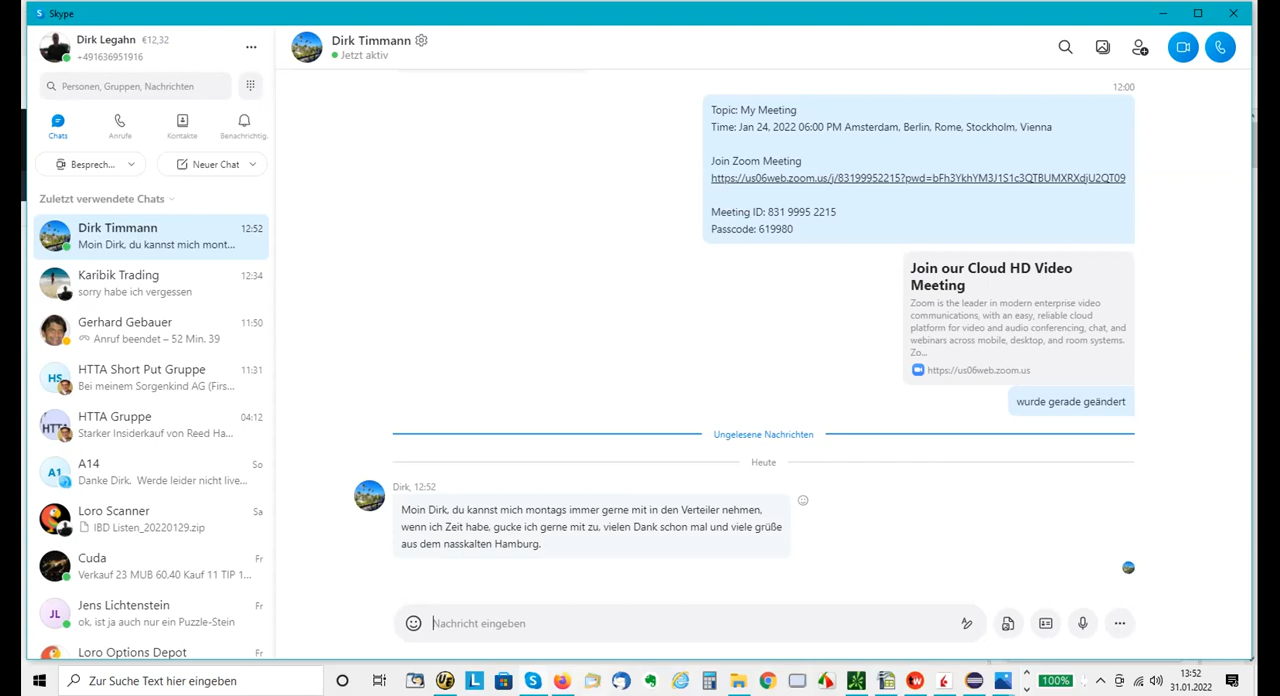 Skype
Dirk Legahn €12,32
+491636951916
Personen, Gruppen, Nachrichten
Chats
Anrufe
Kontakte
Benachrichtig.
Besprech...
Neuer Chat
Zuletzt verwendete Chats
Dirk Timmann 12:52
Moin Dirk, du kannst mich mont...
Karibik Trading 12:34
sorry habe ich vergessen
Gerhard Gebauer 11:50
Anruf beendet – 52 Min. 39
HS
HTTA Short Put Gruppe 11:31
Bei meinem Sorgenkind AG (Firs...
HTT
HTTA Gruppe 04:12
Starker Insiderkauf von Reed Ha...
A1
A14 So
Danke Dirk. Werde leider nicht live...
Loro Scanner Sa
IBD Listen_20220129.zip
Cuda Fr
Verkauf 23 MUB 60,40 Kauf 11 TIP 1...
JL
Jens Lichtenstein Fr
ok, ist ja auch nur ein Puzzle-Stein
Loro Options Depot Fr
Dirk Timmann
Jetzt aktiv
12:00
Topic: My Meeting
Time: Jan 24, 2022 06:00 PM Amsterdam, Berlin, Rome, Stockholm, Vienna
Join Zoom Meeting
https://us06web.zoom.us/j/83199952215?pwd=bFh3YkhYM3J1S1c3QTBUMXRXdjU2QT09
Meeting ID: 831 9995 2215
Passcode: 619980
Join our Cloud HD Video
Meeting
Zoom is the leader in modern enterprise video
communications, with an easy, reliable cloud
platform for video and audio conferencing, chat, and
webinars across mobile, desktop, and room systems.
Zo...
https://us06web.zoom.us
wurde gerade geändert
Ungelesene Nachrichten
Heute
Dirk, 12:52
Moin Dirk, du kannst mich montags immer gerne mit in den Verteiler nehmen,
wenn ich Zeit habe, gucke ich gerne mit zu, vielen Dank schon mal und viele grüße
aus dem nasskalten Hamburg.
Nachricht eingeben
Zur Suche Text hier eingeben
100%
13:52
31.01.2022